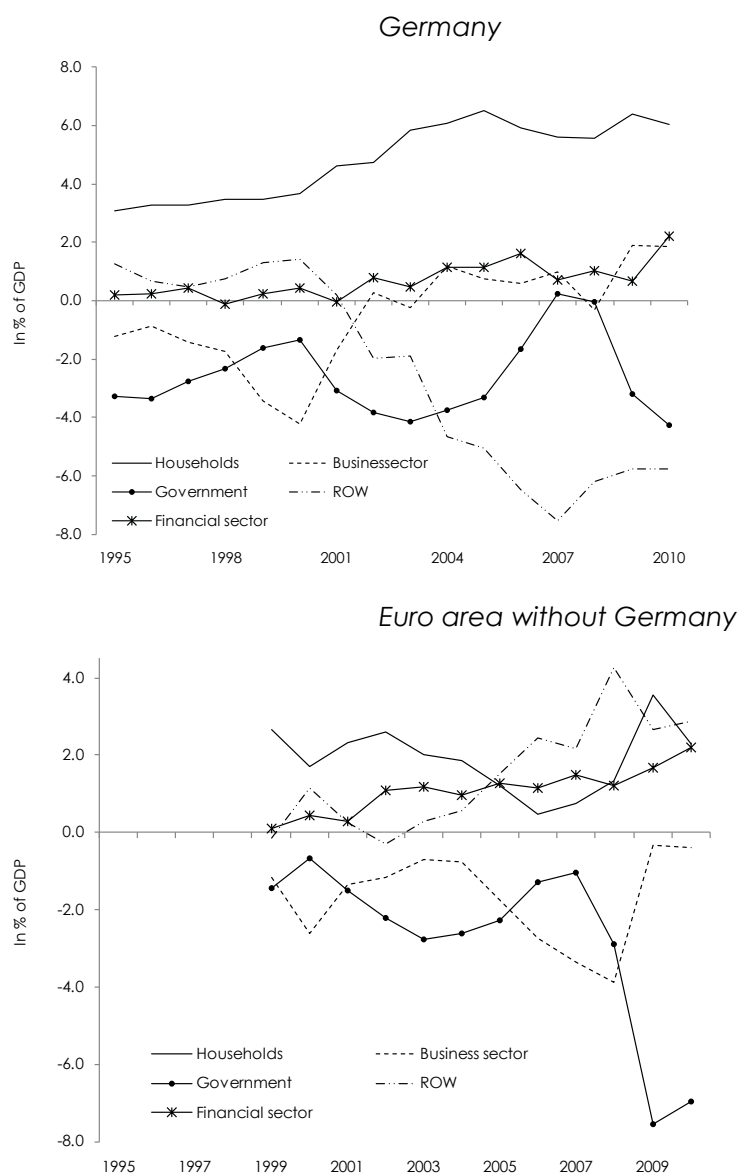 Germany
8.0
6.0
4.0
2.0
0.0
-2.0
-4.0
-6.0
-8.0
In % of GDP
Households
Businessector
Government
ROW
Financial sector
1995 1998 2001 2004 2007 2010
Euro area without Germany
4.0
2.0
0.0
-2.0
-4.0
-6.0
-8.0
In % of GDP
Households
Business sector
Government
ROW
Financial sector
1995 1997 1999 2001 2003 2005 2007 2009